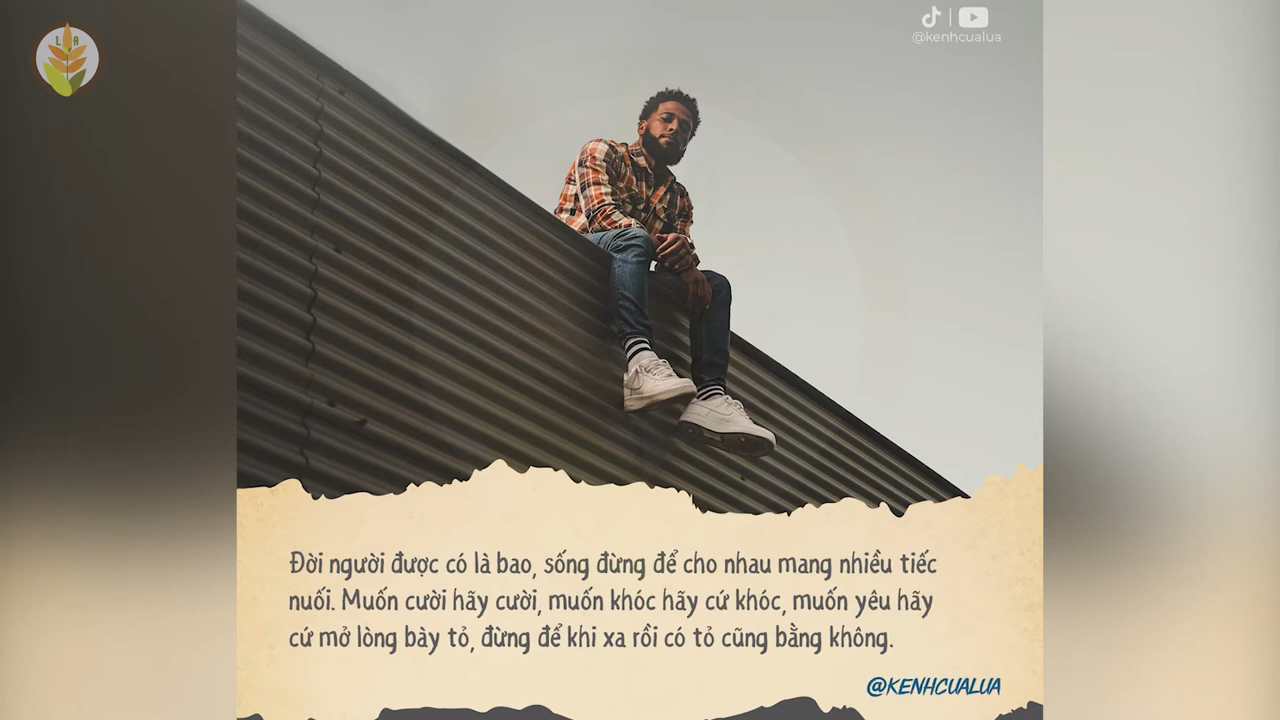 L A
@kenhcualua
Đời người được có là bao, sống đừng để cho nhau mang nhiều tiếc
nuối. Muốn cười hãy cười, muốn khóc hãy cứ khóc, muốn yêu hãy
cứ mở lòng bày tỏ, đừng để khi xa rồi có tỏ cũng bằng không.
@KENHCUALUA